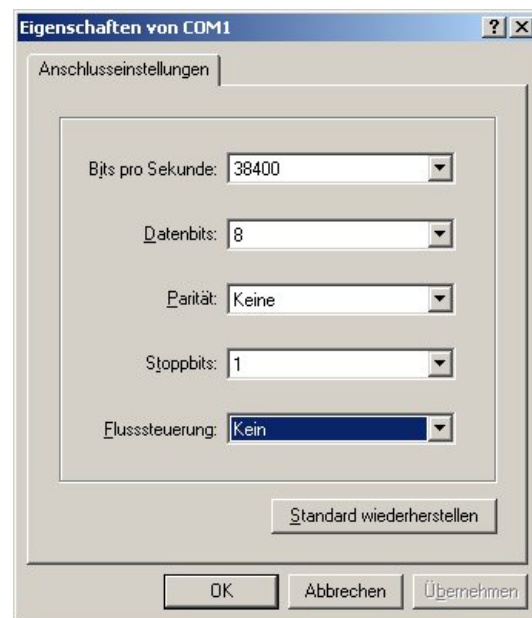 Eigenschaften von COM1
Anschlusseinstellungen
Bits pro Sekunde: 38400
Datenbits: 8
Parität: Keine
Stoppbits: 1
Flusssteuerung: Kein
Standard wiederherstellen
OK Abbrechen Übernehmen